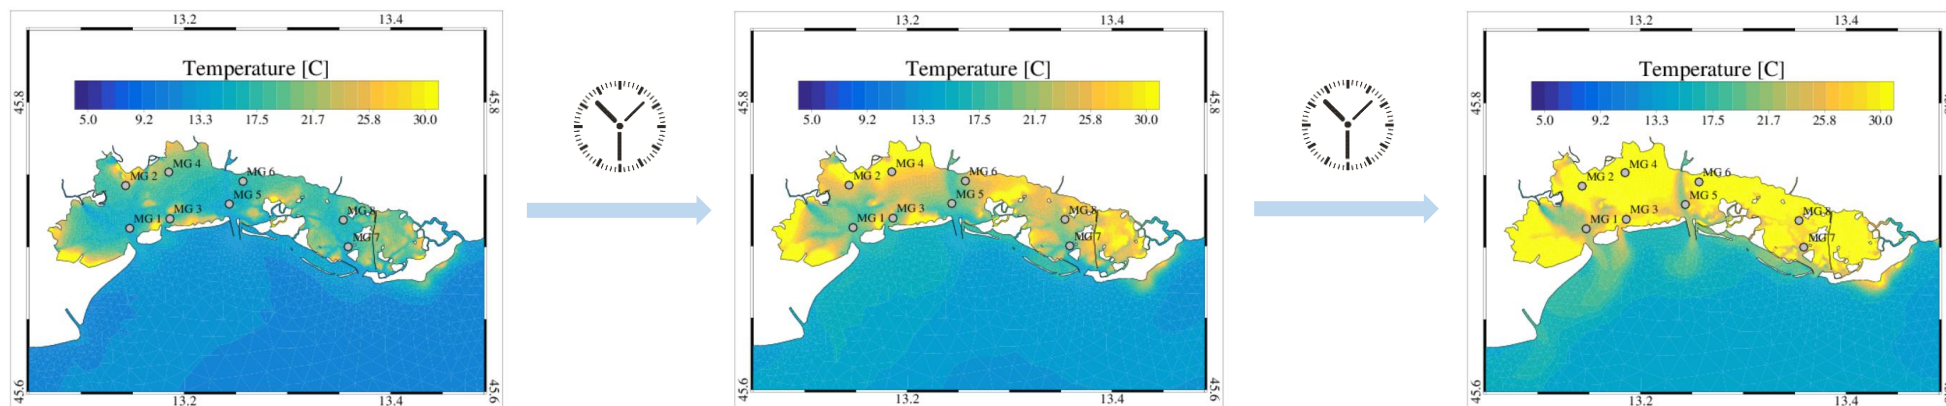 13.2 13.4
Temperature [C]
5.0 9.2 13.3 17.5 21.7 25.8 30.0
45.8 45.8
MG 4
MG 2 MG 6
MG 5
MG 1 MG 3 MG 8
MG 7
45.6 45.6
13.2 13.4
13.2 13.4
Temperature [C]
5.0 9.2 13.3 17.5 21.7 25.8 30.0
45.8 45.8
MG 4
MG 2 MG 6
MG 5
MG 1 MG 3 MG 8
MG 7
45.6 45.6
13.2 13.4
13.2 13.4
Temperature [C]
5.0 9.2 13.3 17.5 21.7 25.8 30.0
45.8
MG 4
MG 2 MG 6
MG 5
MG 1 MG 3 MG 8
MG 7
45.6
13.2 13.4